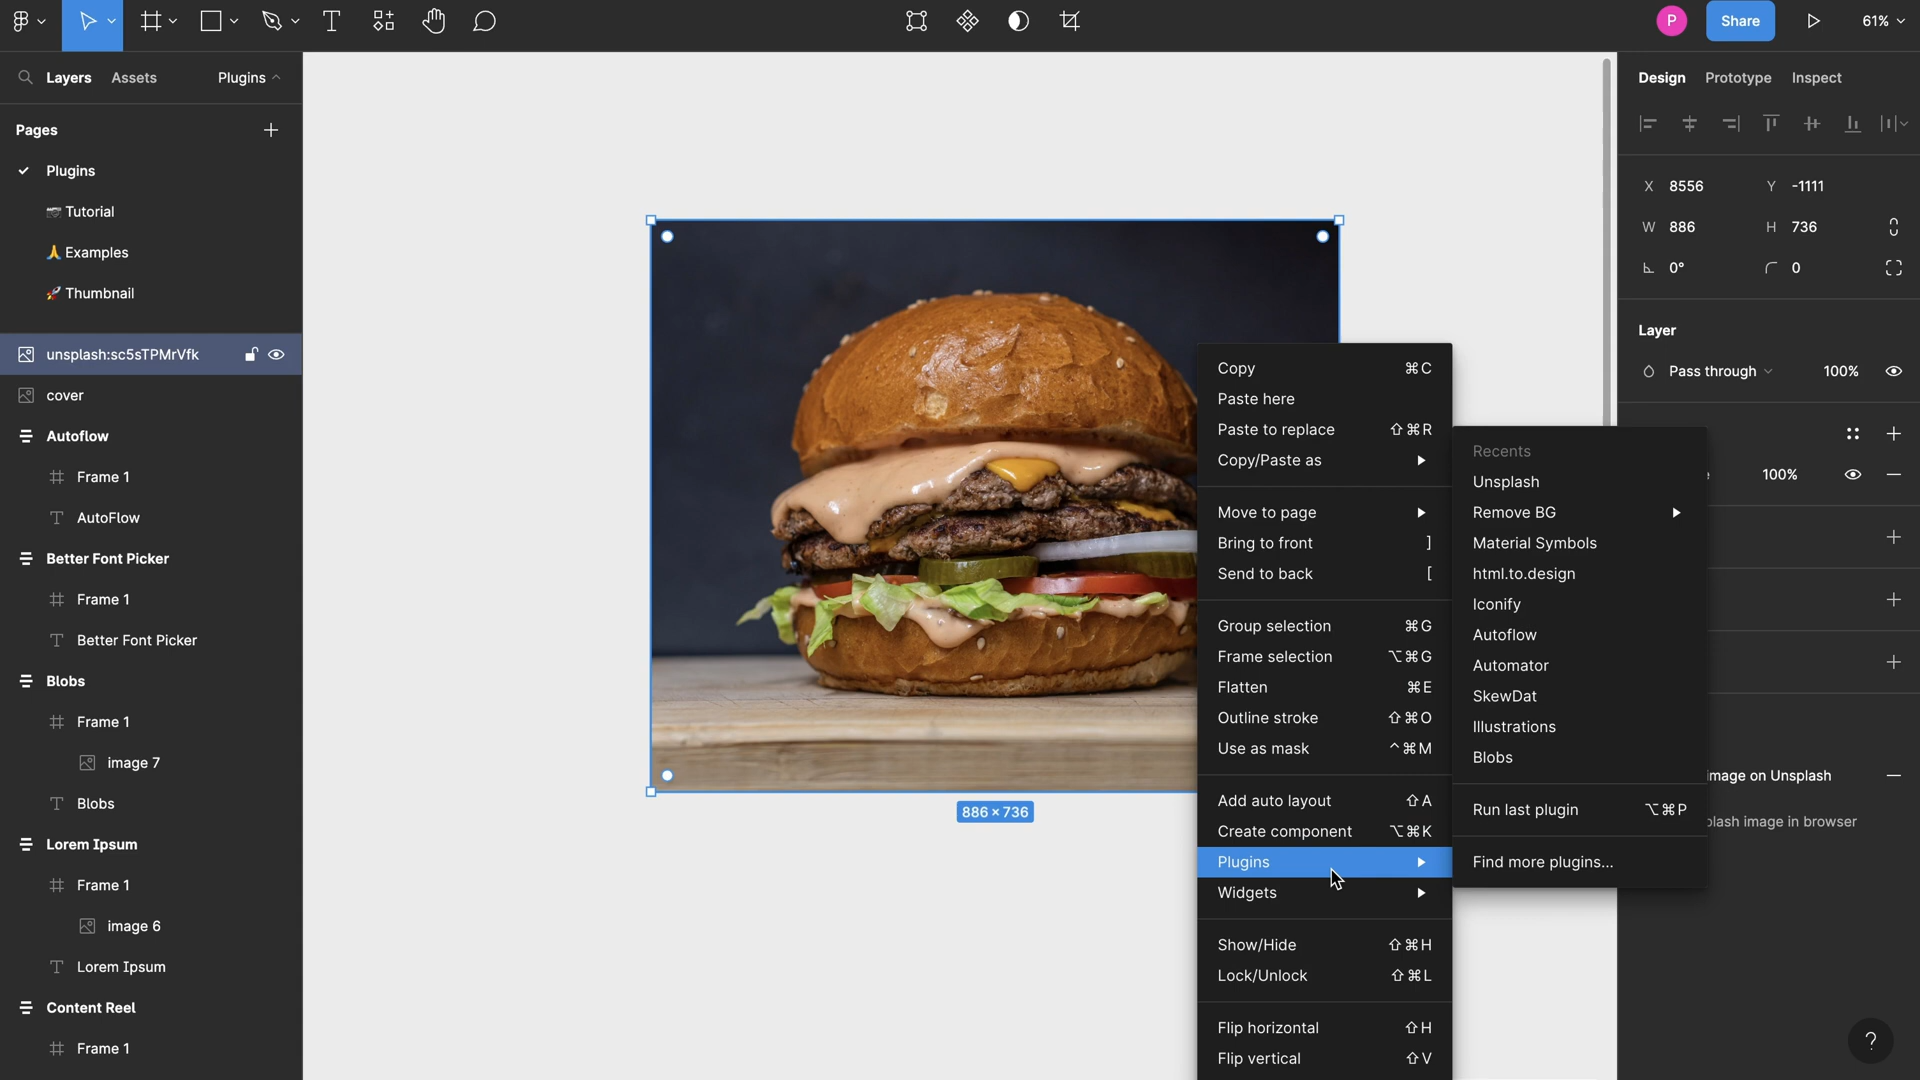 P
Share
61%
Layers
Assets
Plugins
Pages
Plugins
Tutorial
Examples
Thumbnail
unsplash:sc5sTPMrVfk
cover
Autoflow
Frame 1
AutoFlow
Better Font Picker
Frame 1
Better Font Picker
Blobs
Frame 1
image 7
Blobs
Lorem Ipsum
Frame 1
image 6
Lorem Ipsum
Content Reel
Frame 1
886 × 736
Copy ⌘C
Paste here
Paste to replace ⇧⌘R
Copy/Paste as
Move to page
Bring to front ]
Send to back [
Group selection ⌘G
Frame selection ⌥⌘G
Flatten ⌘E
Outline stroke ⇧⌘O
Use as mask ^⌘M
Add auto layout ⇧A
Create component ⌥⌘K
Plugins
Widgets
Show/Hide ⇧⌘H
Lock/Unlock ⇧⌘L
Flip horizontal ⇧H
Flip vertical ⇧V
Recents
Unsplash
Remove BG
Material Symbols
html.to.design
Iconify
Autoflow
Automator
SkewDat
Illustrations
Blobs
Run last plugin ⌥⌘P
Find more plugins...
Design
Prototype
Inspect
X 8556 Y -1111
W 886 H 736
0° 0
Layer
Pass through 100%
100%
image on Unsplash
plash image in browser
?